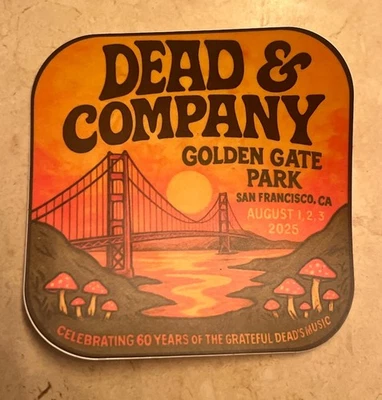 DEAD &
COMPANY
GOLDEN GATE
PARK
SAN FRANCISCO, CA
AUGUST 1, 2, 3
2025
CELEBRATING 60 YEARS OF THE GRATEFUL DEAD'S MUSIC